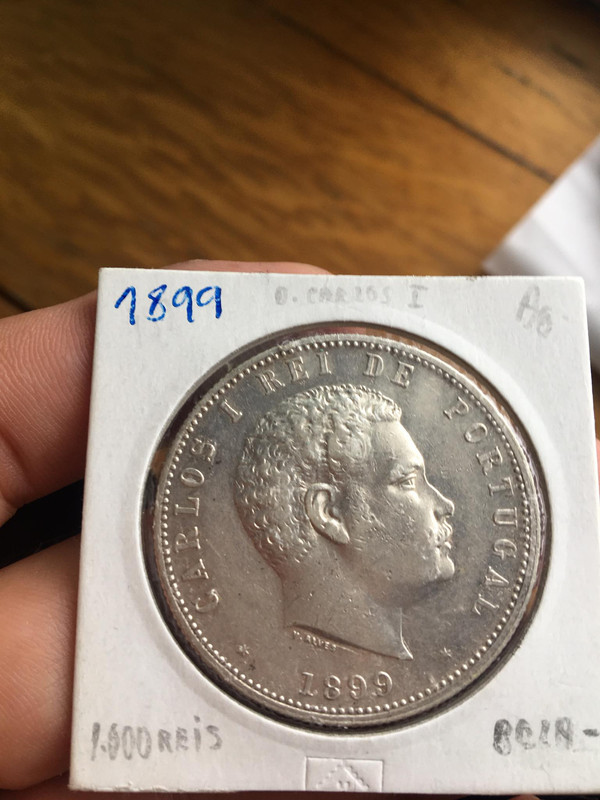 1899
D. CARLOS I
CARLOS I REI DE PORTUGAL
1899
1.000 REIS